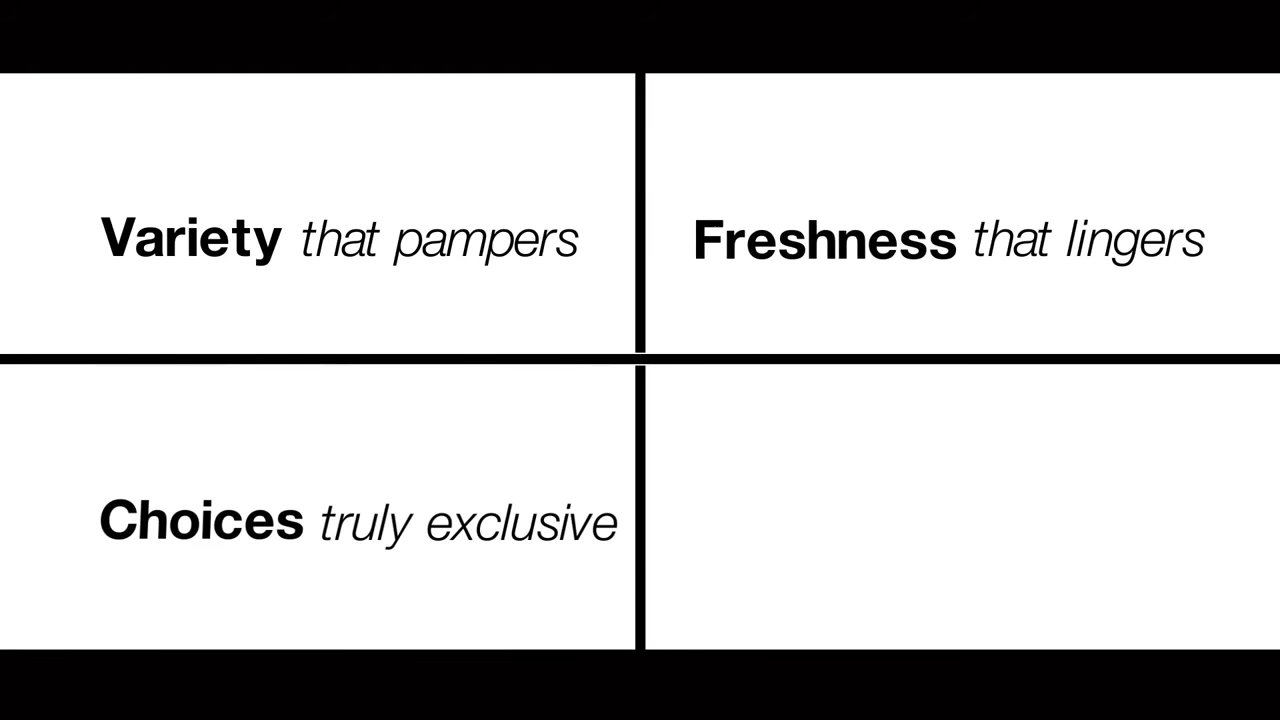 Variety that pampers
Freshness that lingers
Choices truly exclusive